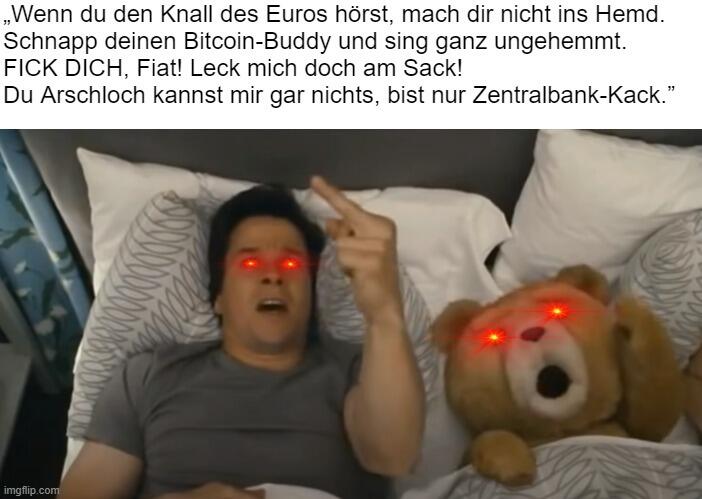 „Wenn du den Knall des Euros hörst, mach dir nicht ins Hemd.
Schnapp deinen Bitcoin-Buddy und sing ganz ungehemmt.
FICK DICH, Fiat! Leck mich doch am Sack!
Du Arschloch kannst mir gar nichts, bist nur Zentralbank-Kack.”
imgflip.com